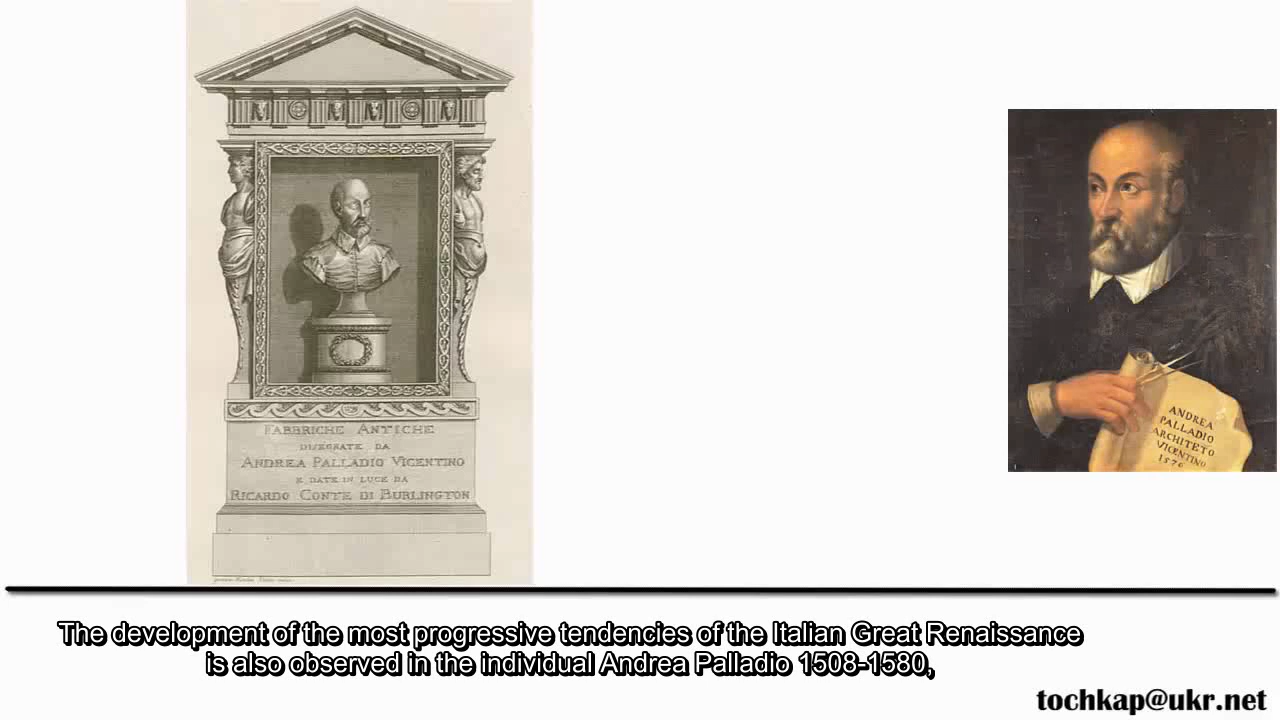 FABBRICHE ANTICHE
DISEGNATE DA
ANDREA PALLADIO VICENTINO
E DATE IN LUCE DA
RICARDO CONTE DI BURLINGTON
ANDREA
PALLADIO
ARCHITETO
VICENTINO
1576
The development of the most progressive tendencies of the Italian Great Renaissance
is also observed in the individual Andrea Palladio 1508-1580,
tochkap@ukr.net